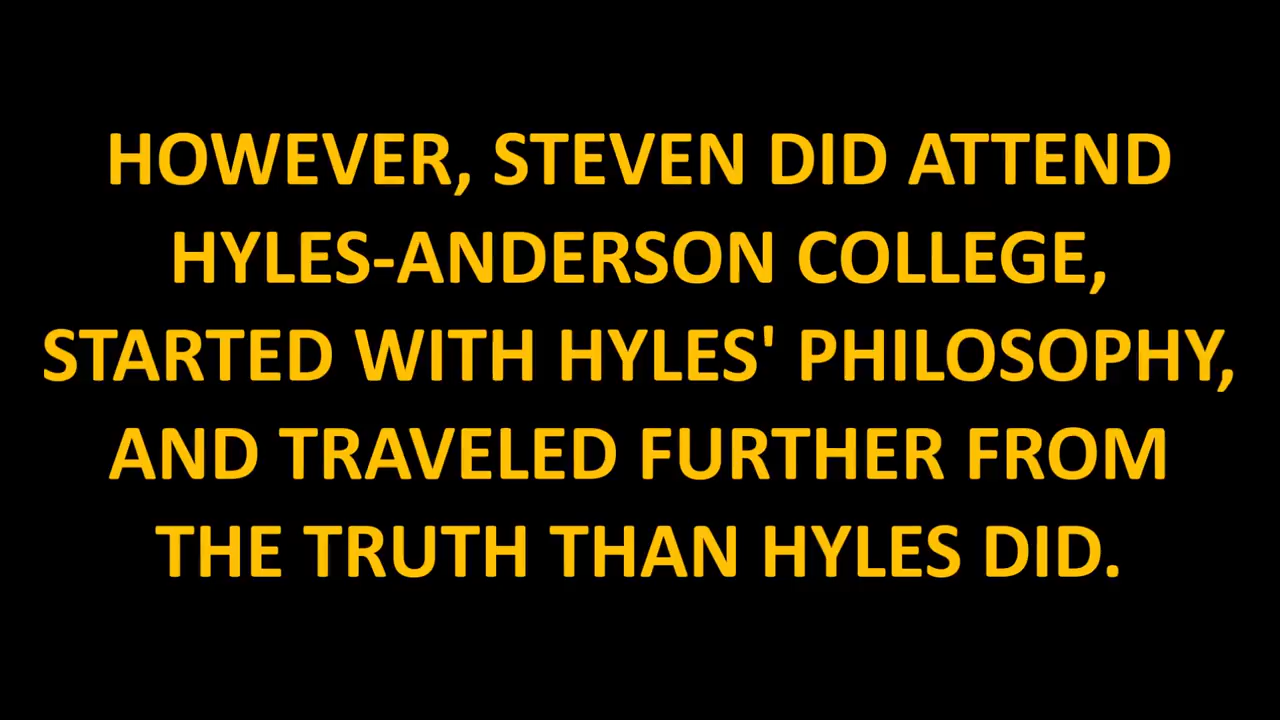 HOWEVER, STEVEN DID ATTEND
HYLES-ANDERSON COLLEGE,
STARTED WITH HYLES' PHILOSOPHY,
AND TRAVELED FURTHER FROM
THE TRUTH THAN HYLES DID.